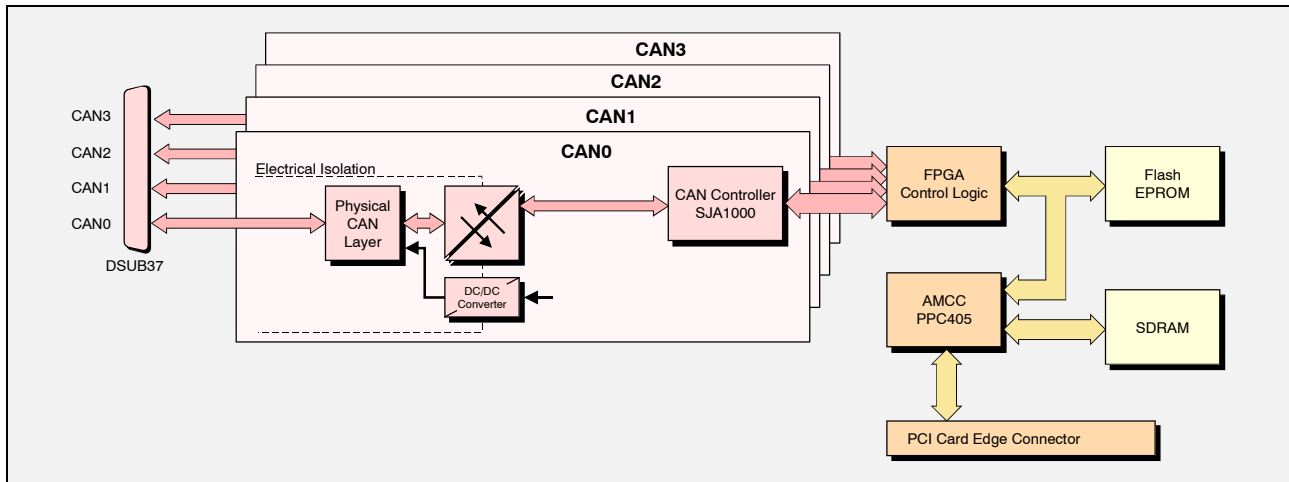 CAN3
CAN2
CAN1
CAN0
CAN3
CAN2
CAN1
CAN0
DSUB37
Electrical Isolation
Physical
CAN
Layer
DC/DC
Converter
CAN Controller
SJA1000
FPGA
Control Logic
Flash
EPROM
AMCC
PPC405
SDRAM
PCI Card Edge Connector